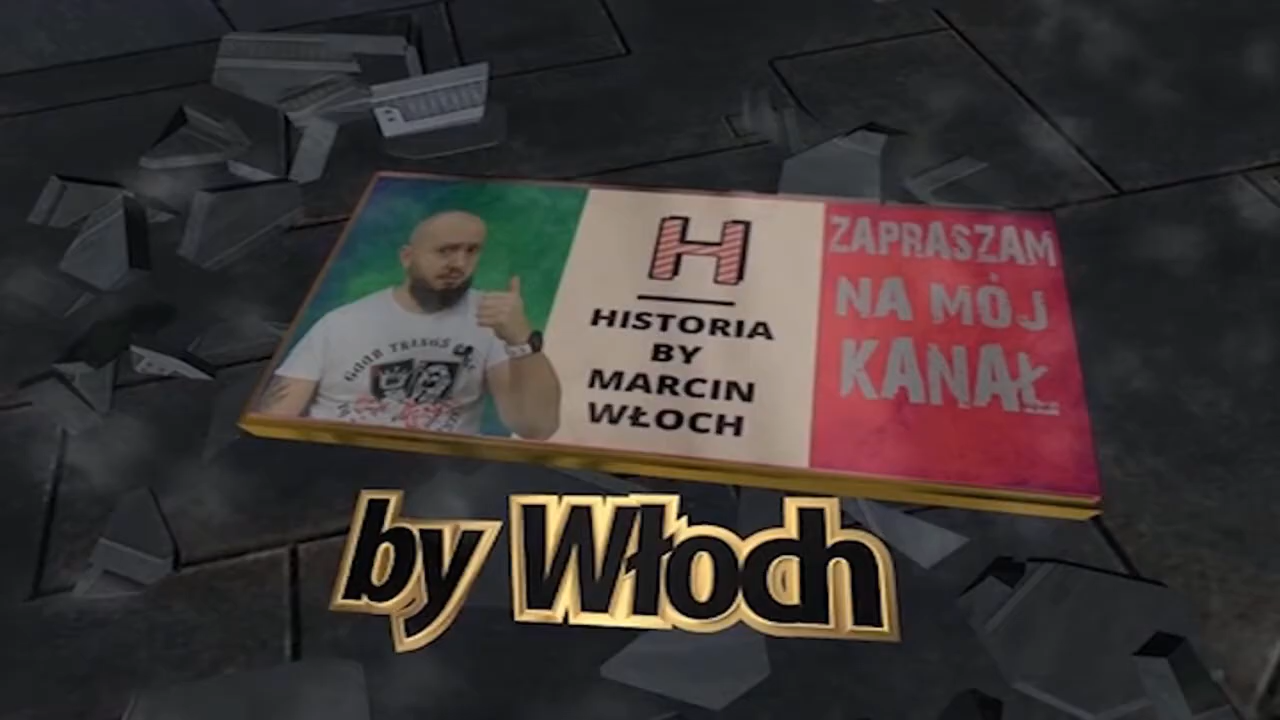 H
HISTORIA
BY
MARCIN
WŁOCH
ZAPRASZAM
NA MÓJ
KANAŁ
by Włoch